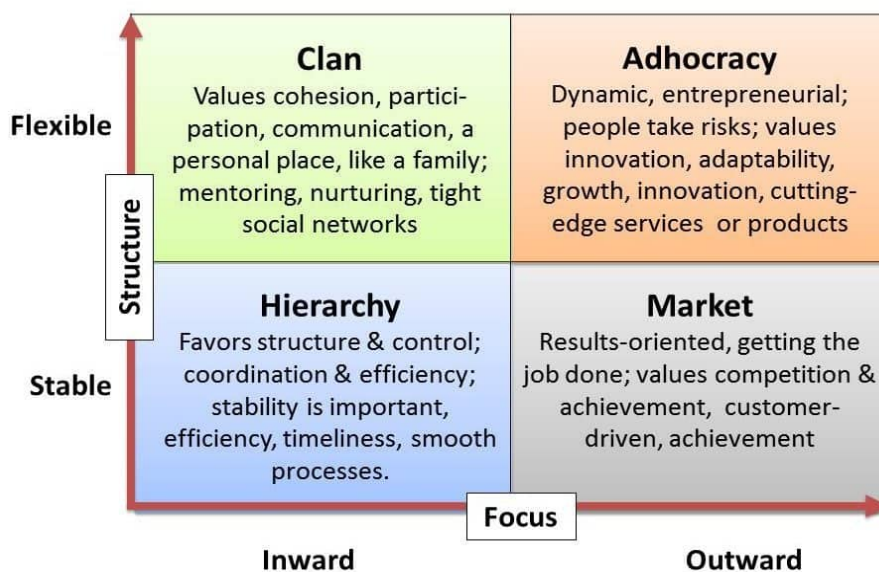 Clan
Values cohesion, partici-
pation, communication, a
personal place, like a family;
mentoring, nurturing, tight
social networks
Adhocracy
Dynamic, entrepreneurial;
people take risks; values
innovation, adaptability,
growth, innovation, cutting-
edge services or products
Flexible
Structure
Stable
Hierarchy
Favors structure & control;
coordination & efficiency;
stability is important,
efficiency, timeliness, smooth
processes.
Market
Results-oriented, getting the
job done; values competition &
achievement, customer-
driven, achievement
Focus
Inward
Outward